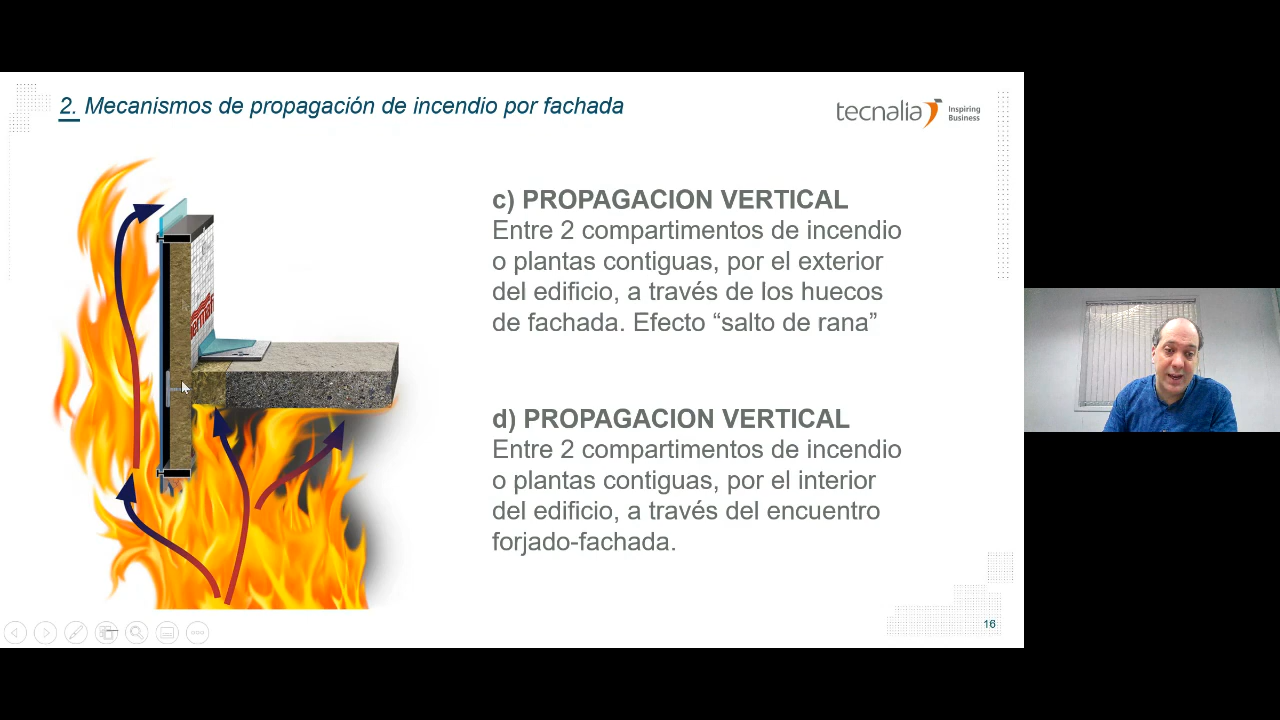 2. Mecanismos de propagación de incendio por fachada
tecnalia Inspiring Business
c) PROPAGACION VERTICAL
Entre 2 compartimentos de incendio
o plantas contiguas, por el exterior
del edificio, a través de los huecos
de fachada. Efecto “salto de rana”
d) PROPAGACION VERTICAL
Entre 2 compartimentos de incendio
o plantas contiguas, por el interior
del edificio, a través del encuentro
forjado-fachada.
16